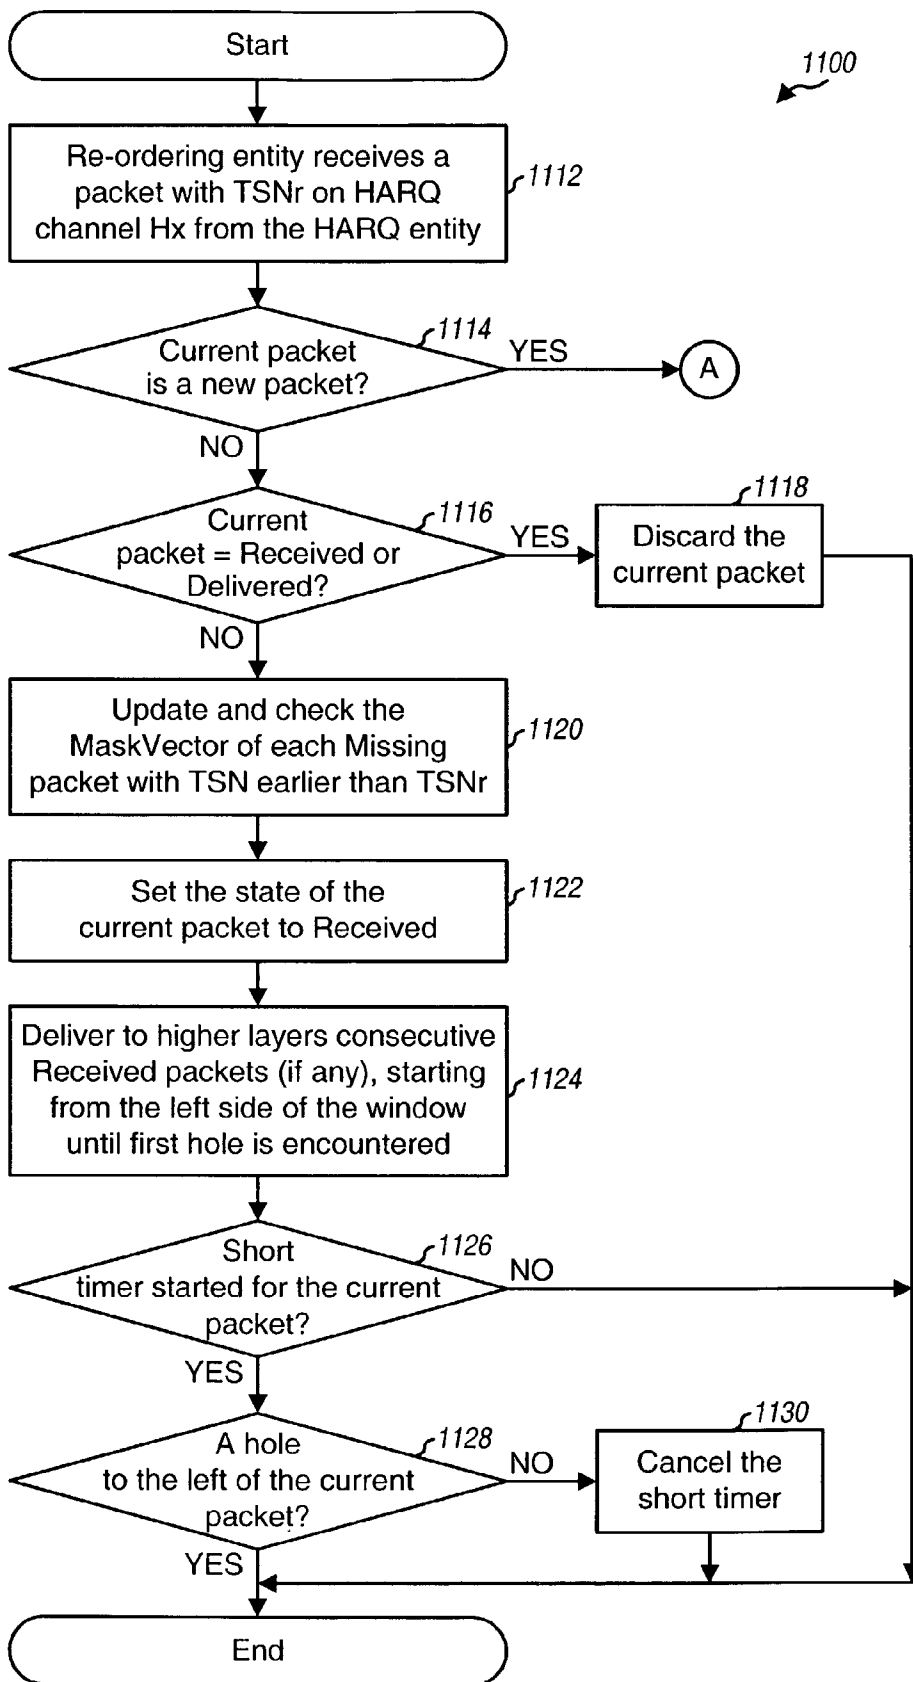 Start
1100
Re-ordering entity receives a
packet with TSNr on HARQ
channel Hx from the HARQ entity
1112
1114
Current packet
is a new packet?
YES
A
NO
1116
Current
packet = Received or
Delivered?
YES
1118
Discard the
current packet
NO
Update and check the
MaskVector of each Missing
packet with TSN earlier than TSNr
1120
Set the state of the
current packet to Received
1122
Deliver to higher layers consecutive
Received packets (if any), starting
from the left side of the window
until first hole is encountered
1124
1126
Short
timer started for the current
packet?
NO
YES
1128
A hole
to the left of the current
packet?
NO
1130
Cancel the
short timer
YES
End